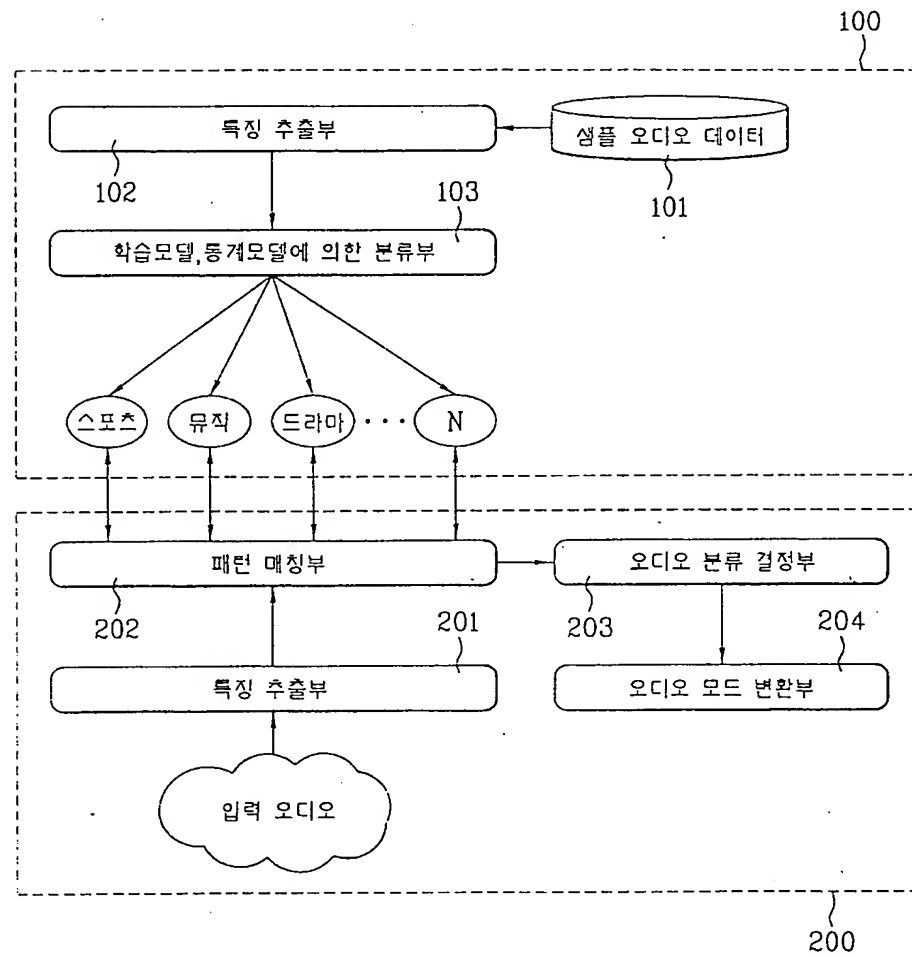 100
특징 추출부
샘플 오디오 데이터
102
103
101
학습모델,통계모델에 의한 분류부
스포츠
뮤직
드라마
···
N
패턴 매칭부
오디오 분류 결정부
202
201
203
204
특징 추출부
오디오 모드 변환부
입력 오디오
200